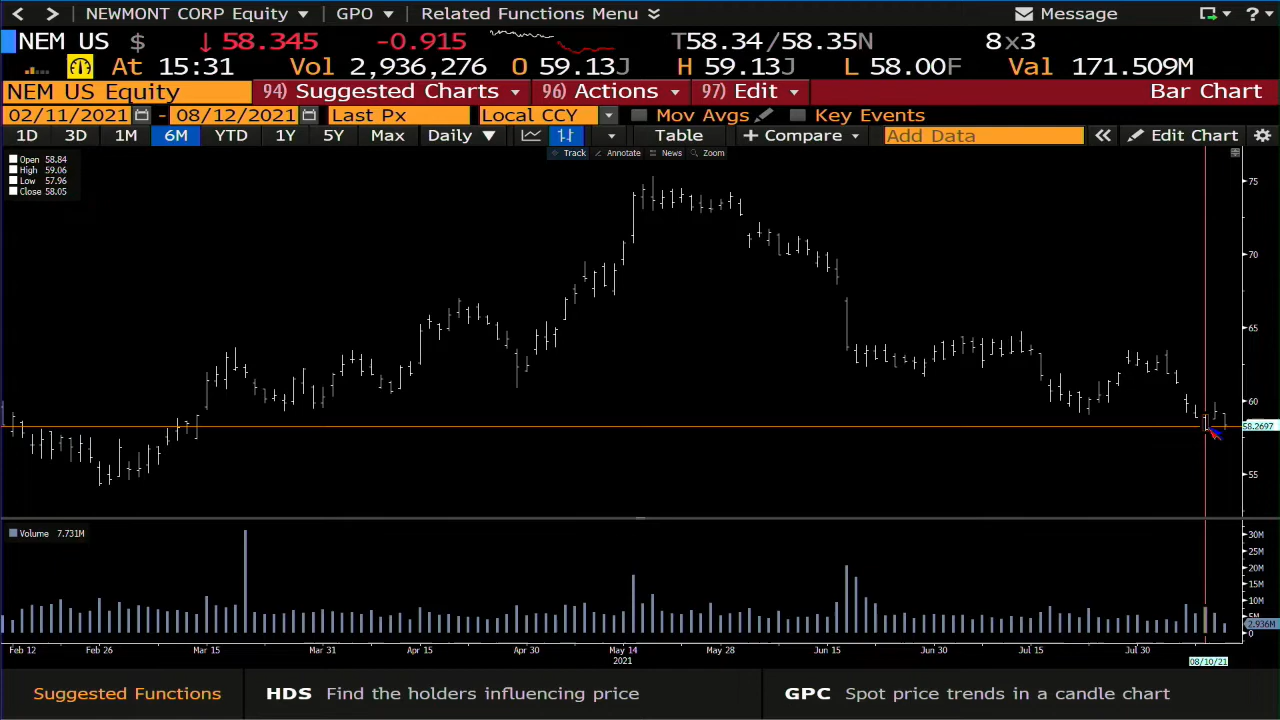 NEWMONT CORP Equity GPO Related Functions Menu Message ?
NEM US $ ↓ 58.345 -0.915 T58.34/58.35N 8x3
At 15:31 Vol 2,936,276 O 59.13J H 59.13J L 58.00F Val 171.509M
NEM US Equity 94) Suggested Charts 96) Actions 97) Edit Bar Chart
02/11/2021 - 08/12/2021 Last Px Local CCY Mov Avgs Key Events
1D 3D 1M 6M YTD 1Y 5Y Max Daily ▼ Table + Compare Add Data « Edit Chart
Track Annotate News Zoom
Open 58.84
High 59.06
Low 57.96
Close 58.05
75
70
65
60
58.2697
55
Volume 7.731M
30M
25M
20M
15M
10M
5M
2.936M
0
Feb 12 Feb 26 Mar 15 Mar 31 Apr 15 Apr 30 May 14 May 28 Jun 15 Jun 30 Jul 15 Jul 30
2021 08/10/21
Suggested Functions HDS Find the holders influencing price GPC Spot price trends in a candle chart